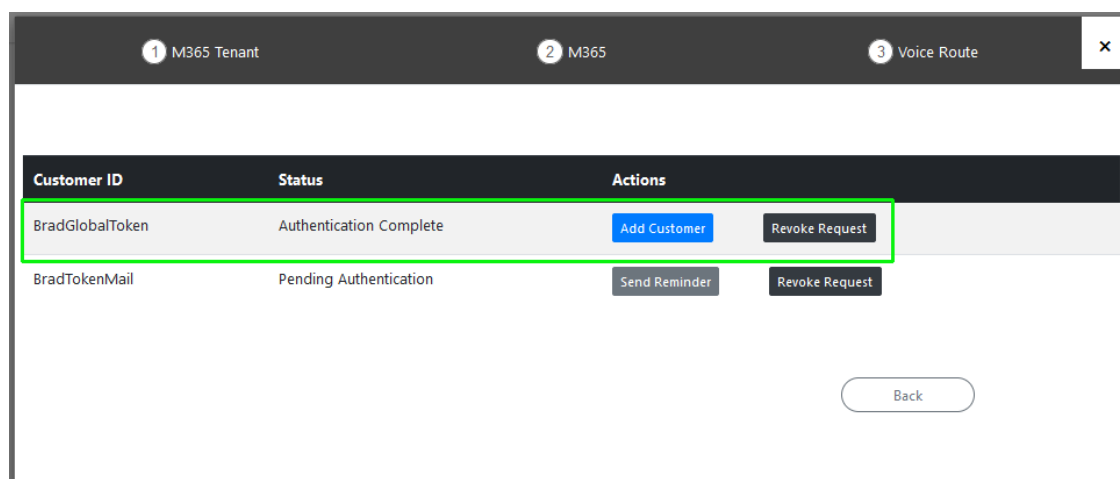 1 M365 Tenant 2 M365 3 Voice Route ×
Customer ID Status Actions
BradGlobalToken Authentication Complete Add Customer Revoke Request
BradTokenMail Pending Authentication Send Reminder Revoke Request
Back